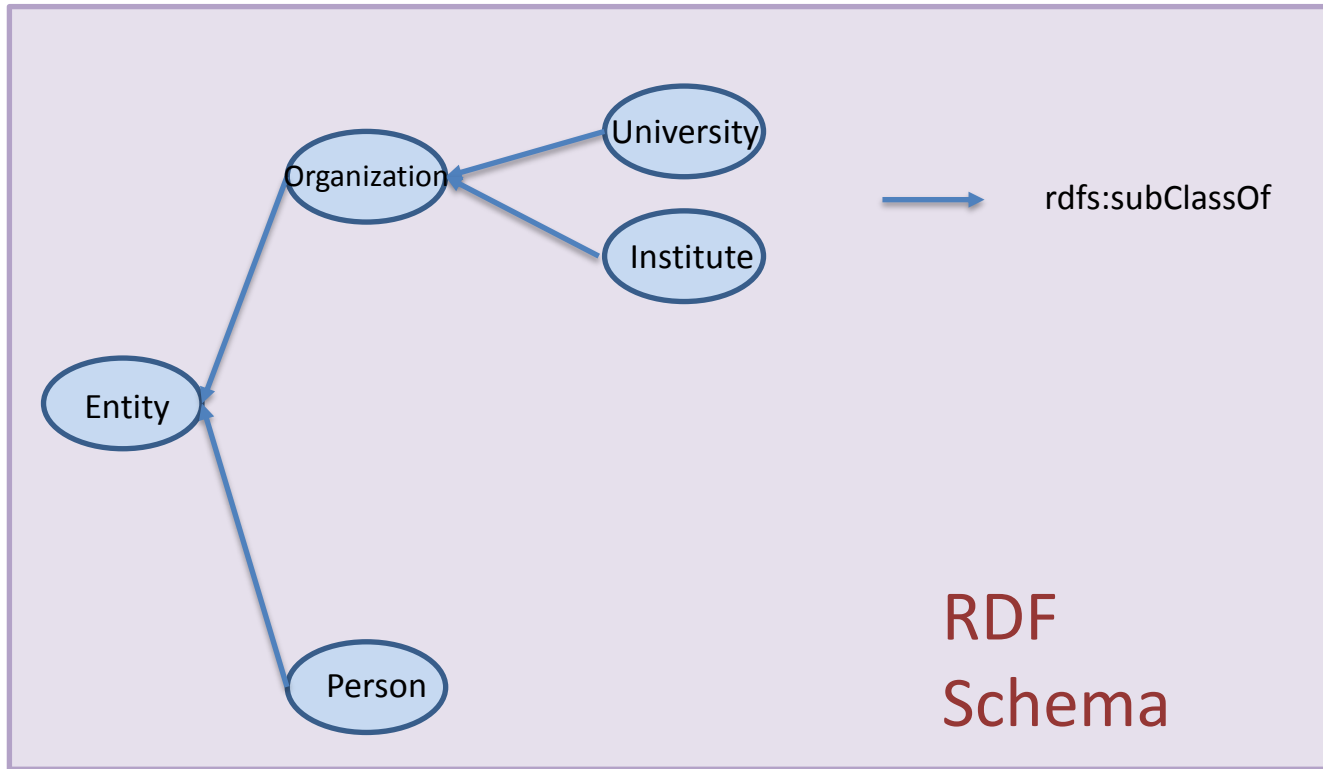 University
Organization
rdfs:subClassOf
Institute
Entity
Person
RDF
Schema